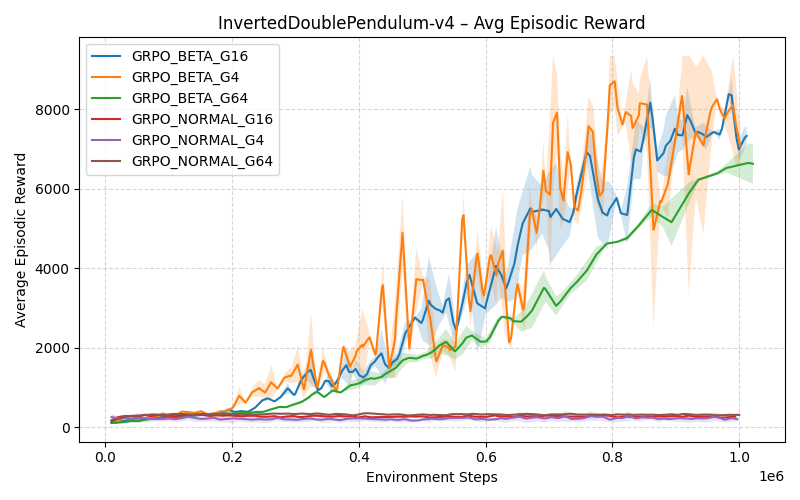 InvertedDoublePendulum-v4 – Avg Episodic Reward
GRPO_BETA_G16
GRPO_BETA_G4
GRPO_BETA_G64
GRPO_NORMAL_G16
GRPO_NORMAL_G4
GRPO_NORMAL_G64
Average Episodic Reward
8000
6000
4000
2000
0
0.0
0.2
0.4
0.6
0.8
1.0
1e6
Environment Steps